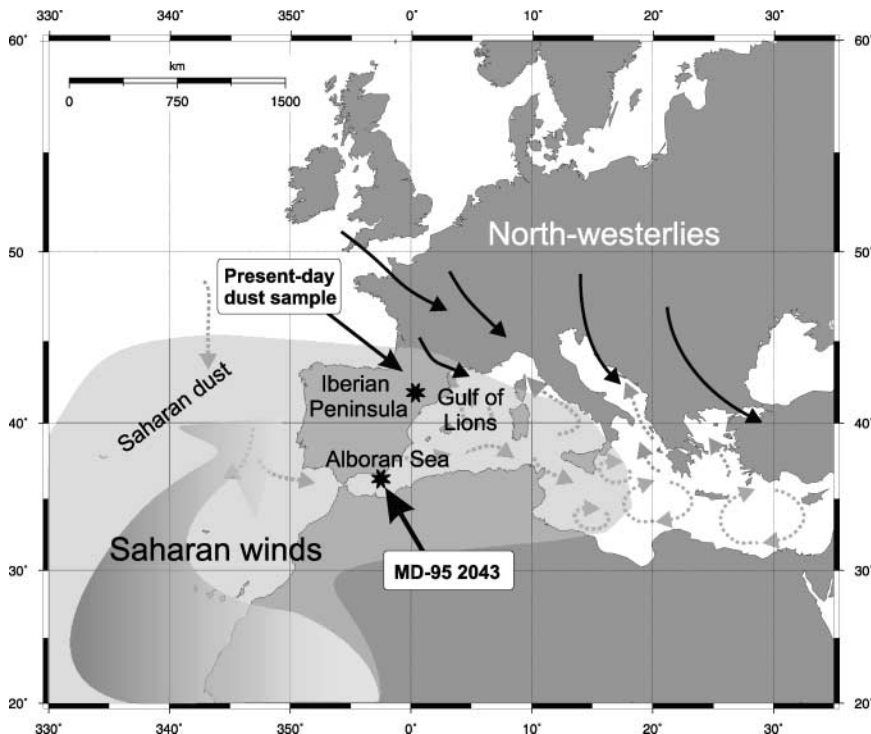 330˚ 340˚ 350˚ 0˚ 10˚ 20˚ 30˚
60˚ 60˚
km
0 750 1500
North-westerlies
50˚ 50˚
Present-day
dust sample
Saharan dust
Iberian
Peninsula
Gulf of
Lions
40˚ 40˚
Alboran Sea
Saharan winds
MD-95 2043
30˚ 30˚
20˚ 20˚
330˚ 340˚ 350˚ 0˚ 10˚ 20˚ 30˚